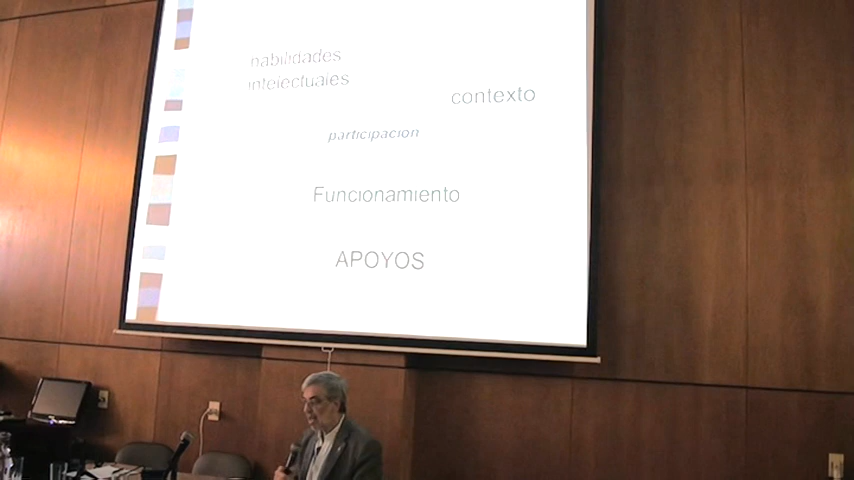 habilidades
intelectuales
contexto
participacion
Funcionamiento
APOYOS